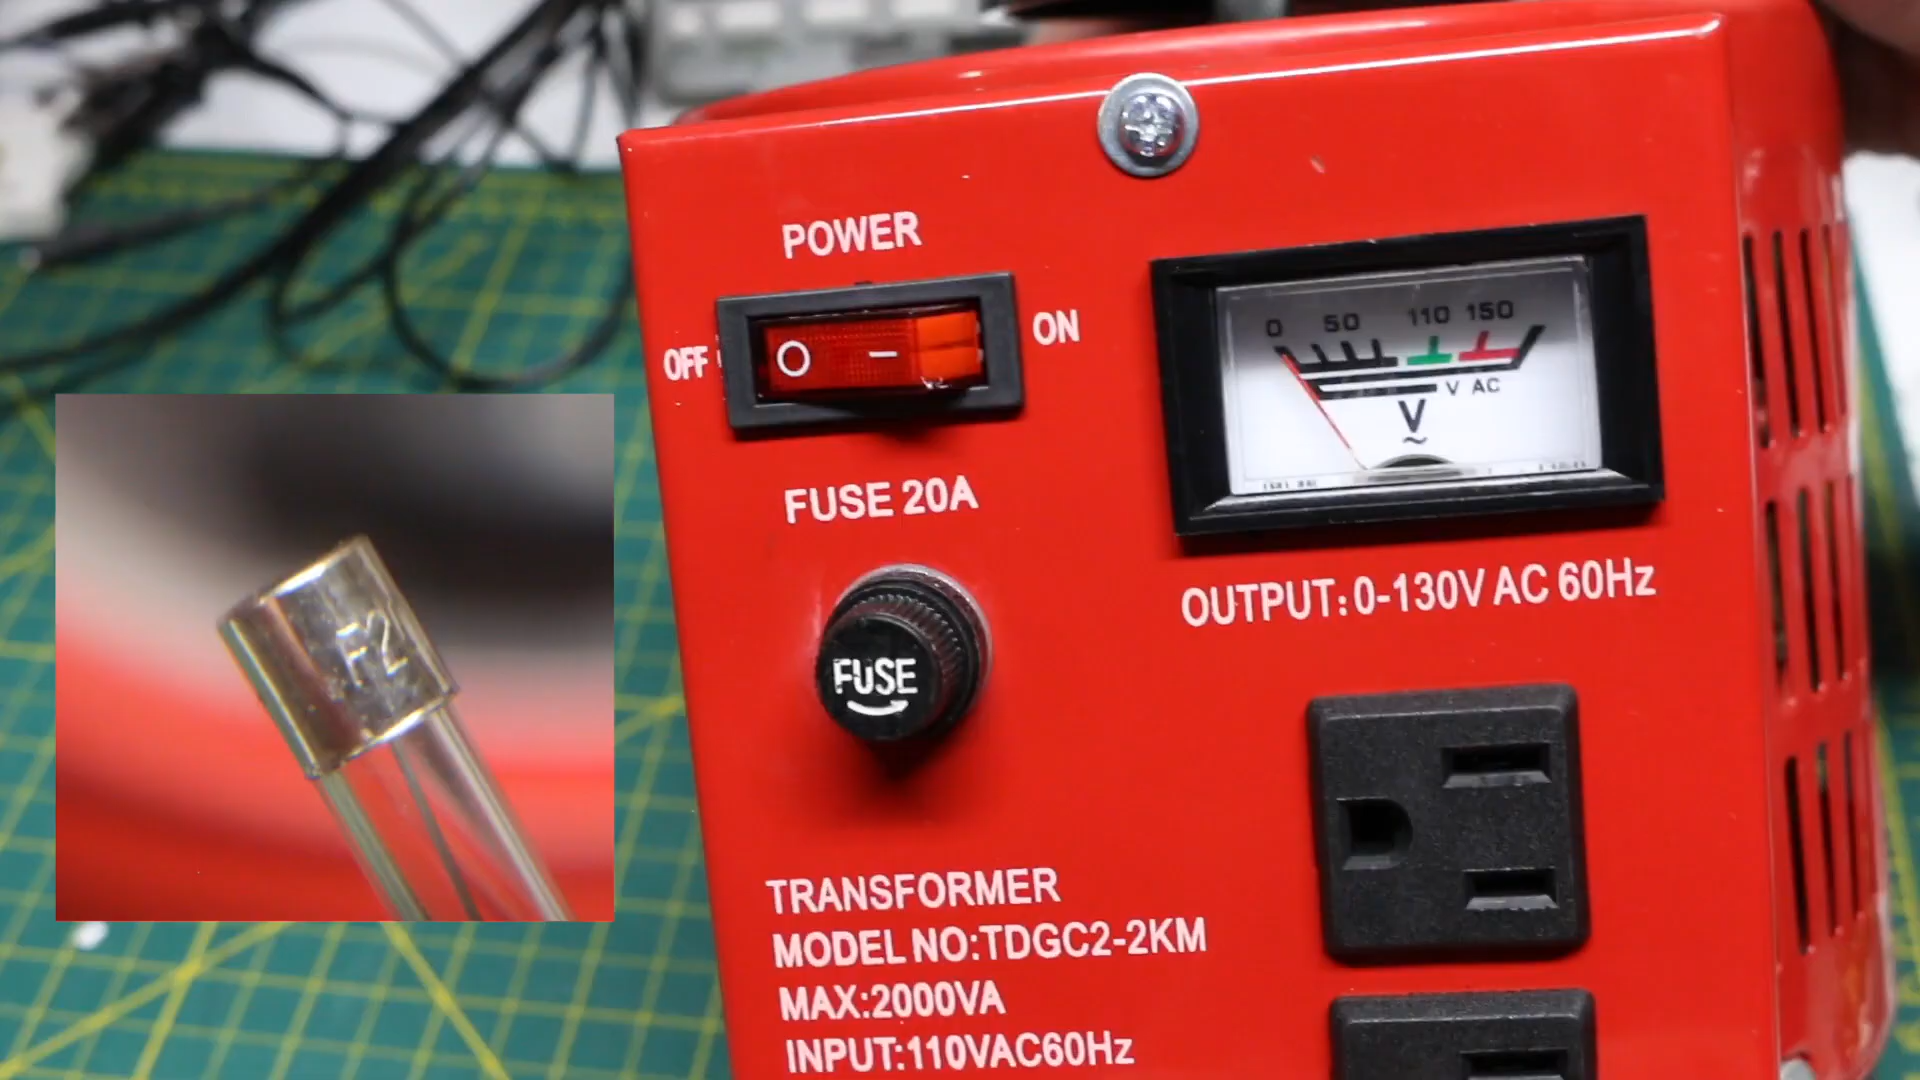 POWER
OFF
ON
0 50 110 150
V AC
V
~
FUSE 20A
F2
OUTPUT:0-130V AC 60Hz
FUSE
TRANSFORMER
MODEL NO:TDGC2-2KM
MAX:2000VA
INPUT:110VAC60Hz